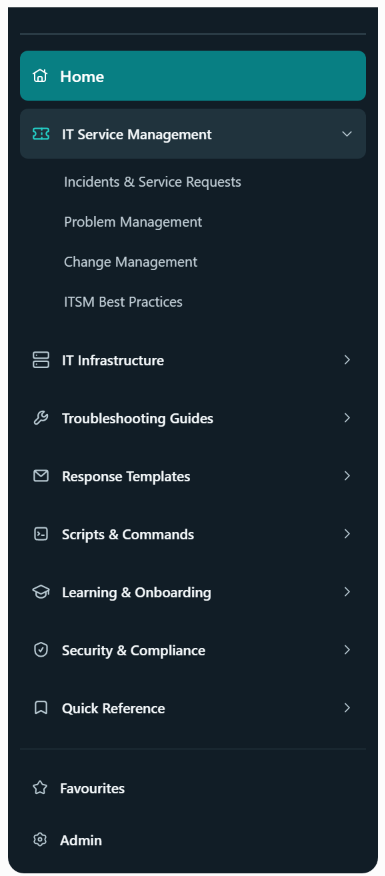 Home
IT Service Management
Incidents & Service Requests
Problem Management
Change Management
ITSM Best Practices
IT Infrastructure
Troubleshooting Guides
Response Templates
Scripts & Commands
Learning & Onboarding
Security & Compliance
Quick Reference
Favourites
Admin